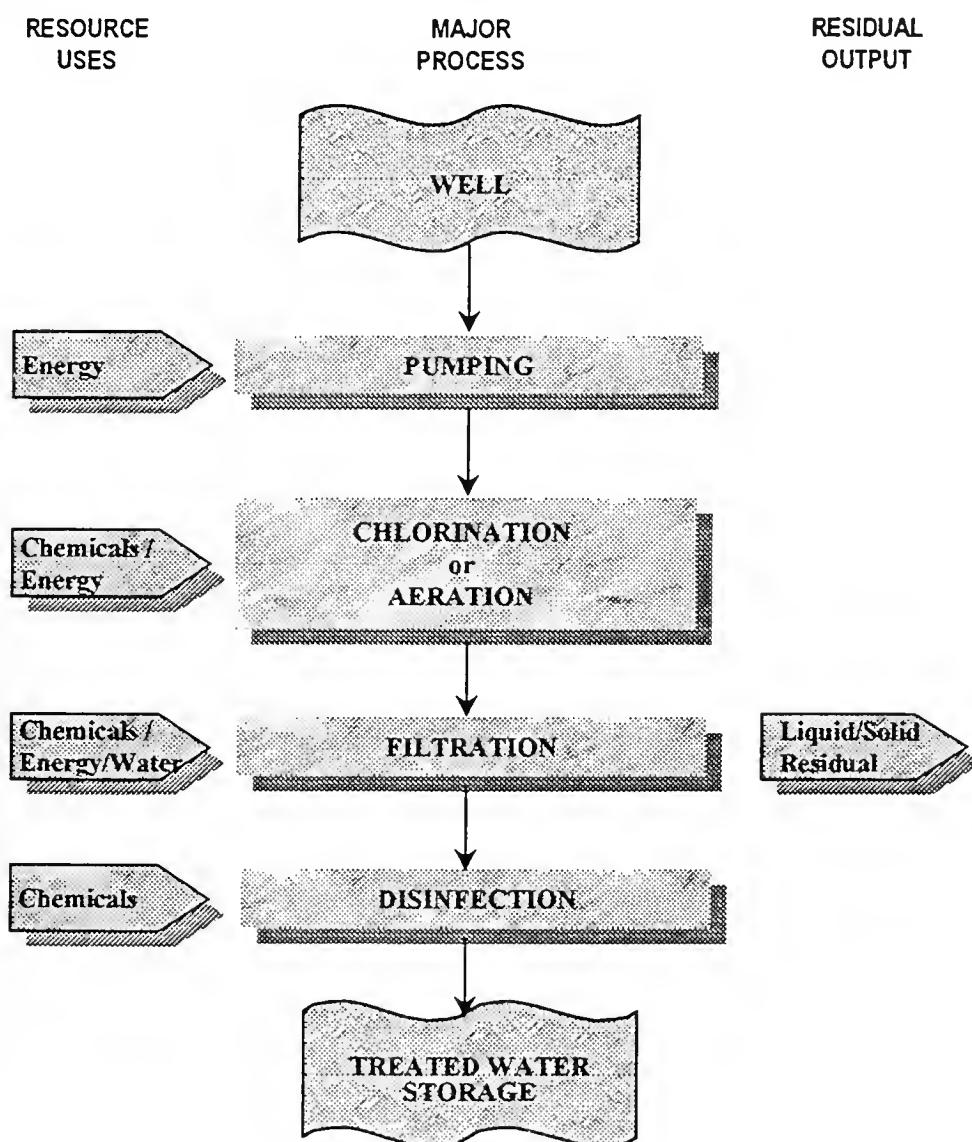 RESOURCE
USES
MAJOR
PROCESS
RESIDUAL
OUTPUT
WELL
Energy
PUMPING
Chemicals /
Energy
CHLORINATION
or
AERATION
Chemicals /
Energy/Water
FILTRATION
Liquid/Solid
Residual
Chemicals
DISINFECTION
TREATED WATER
STORAGE